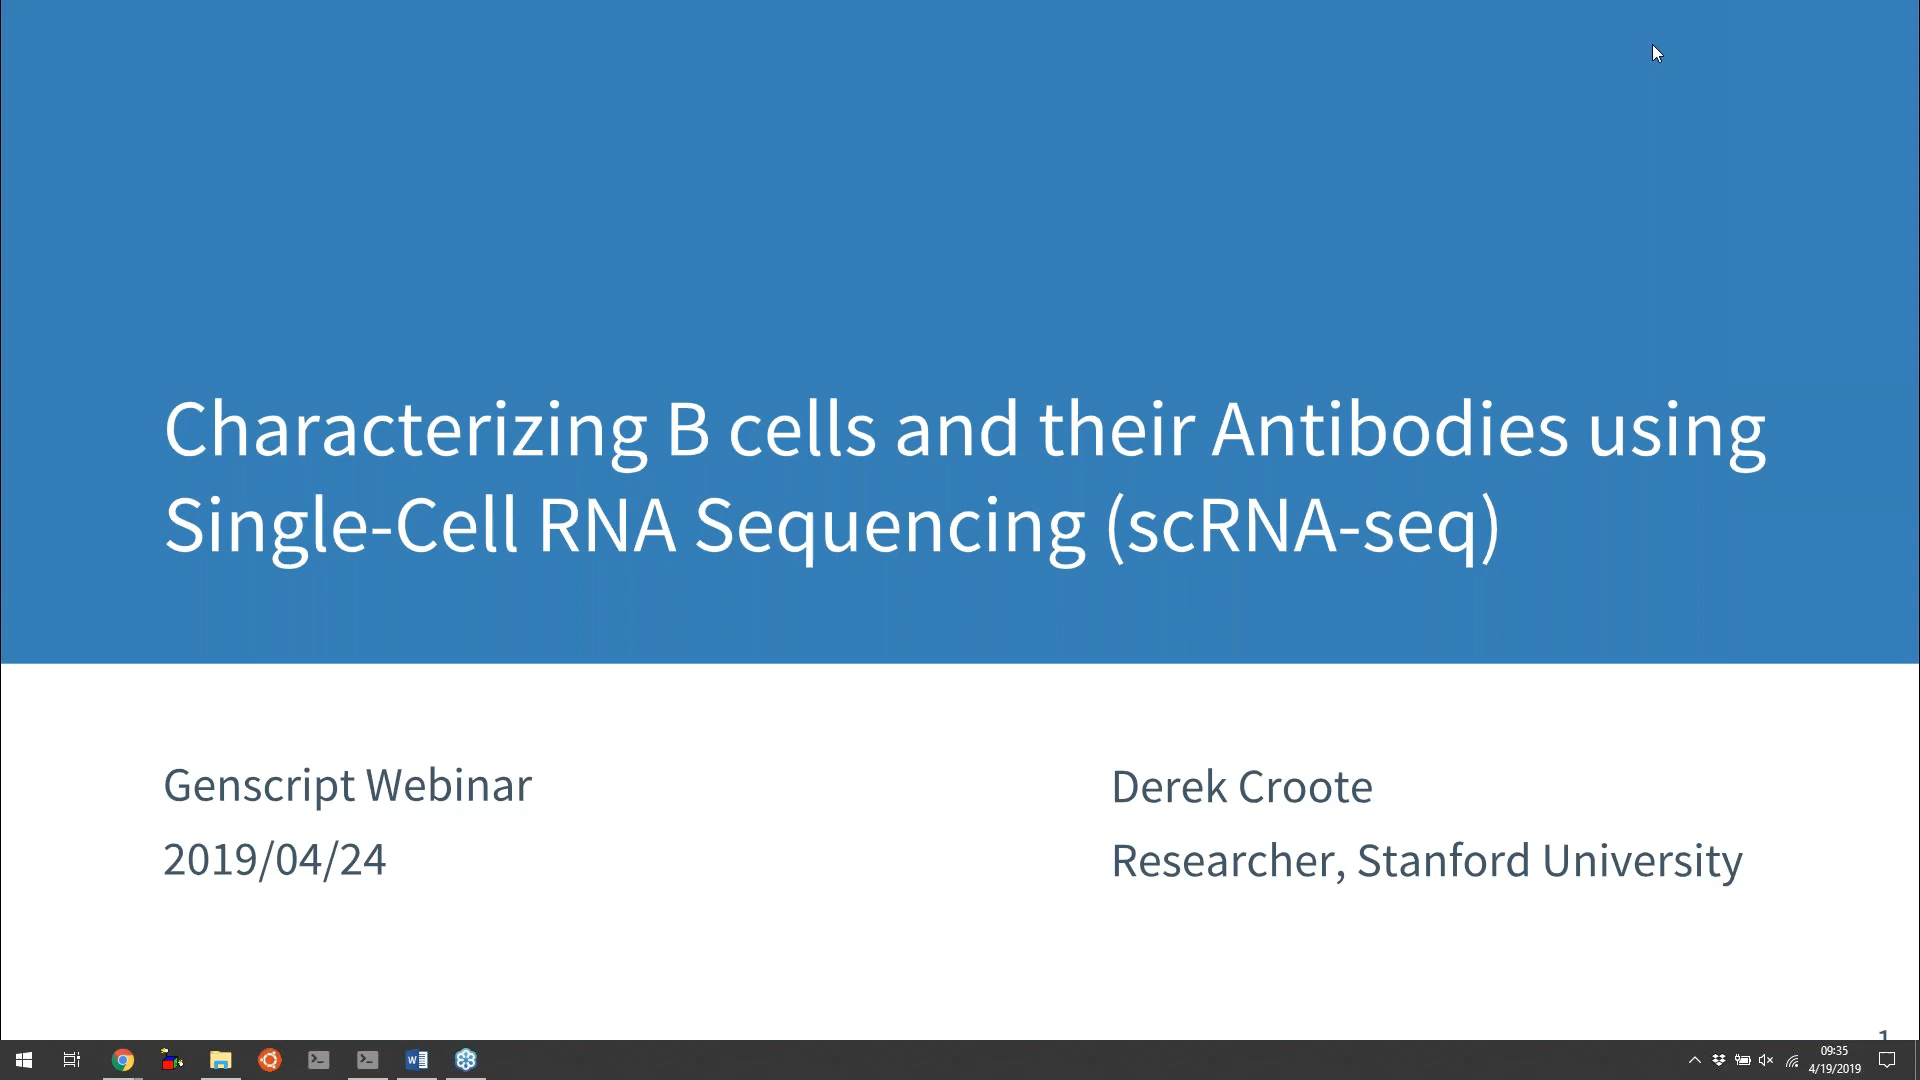 Characterizing B cells and their Antibodies using
Single-Cell RNA Sequencing (scRNA-seq)
Genscript Webinar
2019/04/24
Derek Croote
Researcher, Stanford University
1
09:35
4/19/2019